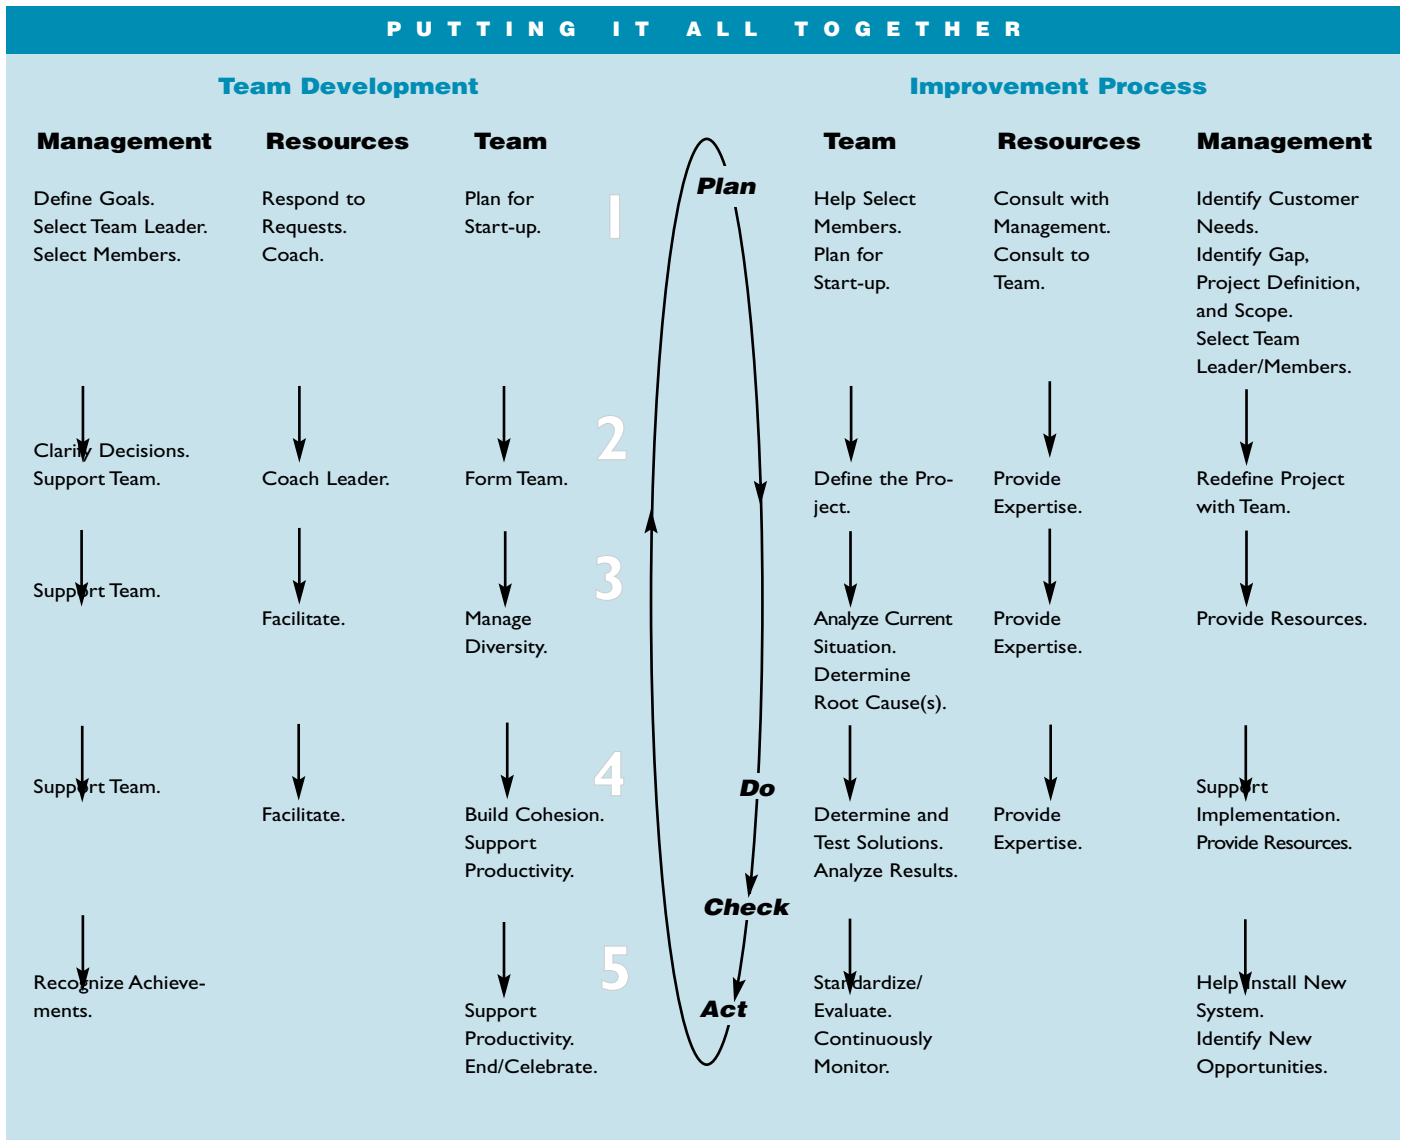 PUTTING IT ALL TOGETHER
Team Development
Improvement Process
Management
Resources
Team
Team
Resources
Management
Plan
1
Define Goals.
Select Team Leader.
Select Members.
Respond to
Requests.
Coach.
Plan for
Start-up.
Help Select
Members.
Plan for
Start-up.
Consult with
Management.
Consult to
Team.
Identify Customer
Needs.
Identify Gap,
Project Definition,
and Scope.
Select Team
Leader/Members.
2
Clarify Decisions.
Support Team.
Coach Leader.
Form Team.
Define the Pro-
ject.
Provide
Expertise.
Redefine Project
with Team.
3
Support Team.
Facilitate.
Manage
Diversity.
Analyze Current
Situation.
Determine
Root Cause(s).
Provide
Expertise.
Provide Resources.
4
Do
Support Team.
Facilitate.
Build Cohesion.
Support
Productivity.
Determine and
Test Solutions.
Analyze Results.
Provide
Expertise.
Support
Implementation.
Provide Resources.
Check
5
Act
Recognize Achieve-
ments.
Support
Productivity.
End/Celebrate.
Standardize/
Evaluate.
Continuously
Monitor.
Help Install New
System.
Identify New
Opportunities.